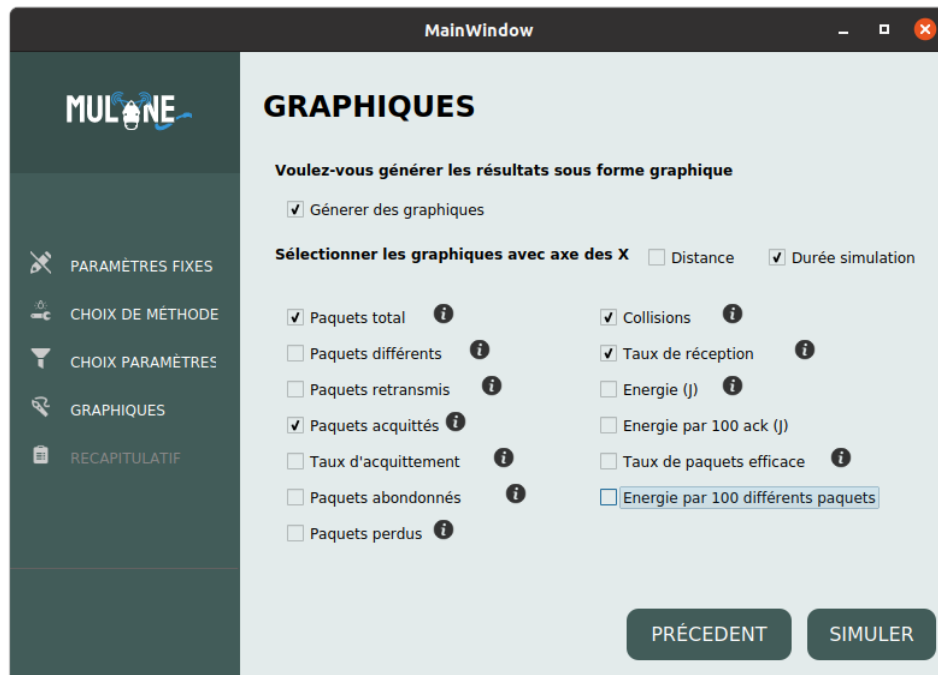 MainWindow
MULONE
GRAPHIQUES
Voulez-vous générer les résultats sous forme graphique
Génerer des graphiques
Sélectionner les graphiques avec axe des X
Distance
Durée simulation
PARAMÈTRES FIXES
CHOIX DE MÉTHODE
CHOIX PARAMÈTRES
GRAPHIQUES
RECAPITULATIF
Paquets total
Paquets différents
Paquets retransmis
Paquets acquittés
Taux d'acquittement
Paquets abondonnés
Paquets perdus
Collisions
Taux de réception
Energie (J)
Energie par 100 ack (J)
Taux de paquets efficace
Energie par 100 différents paquets
PRÉCEDENT
SIMULER